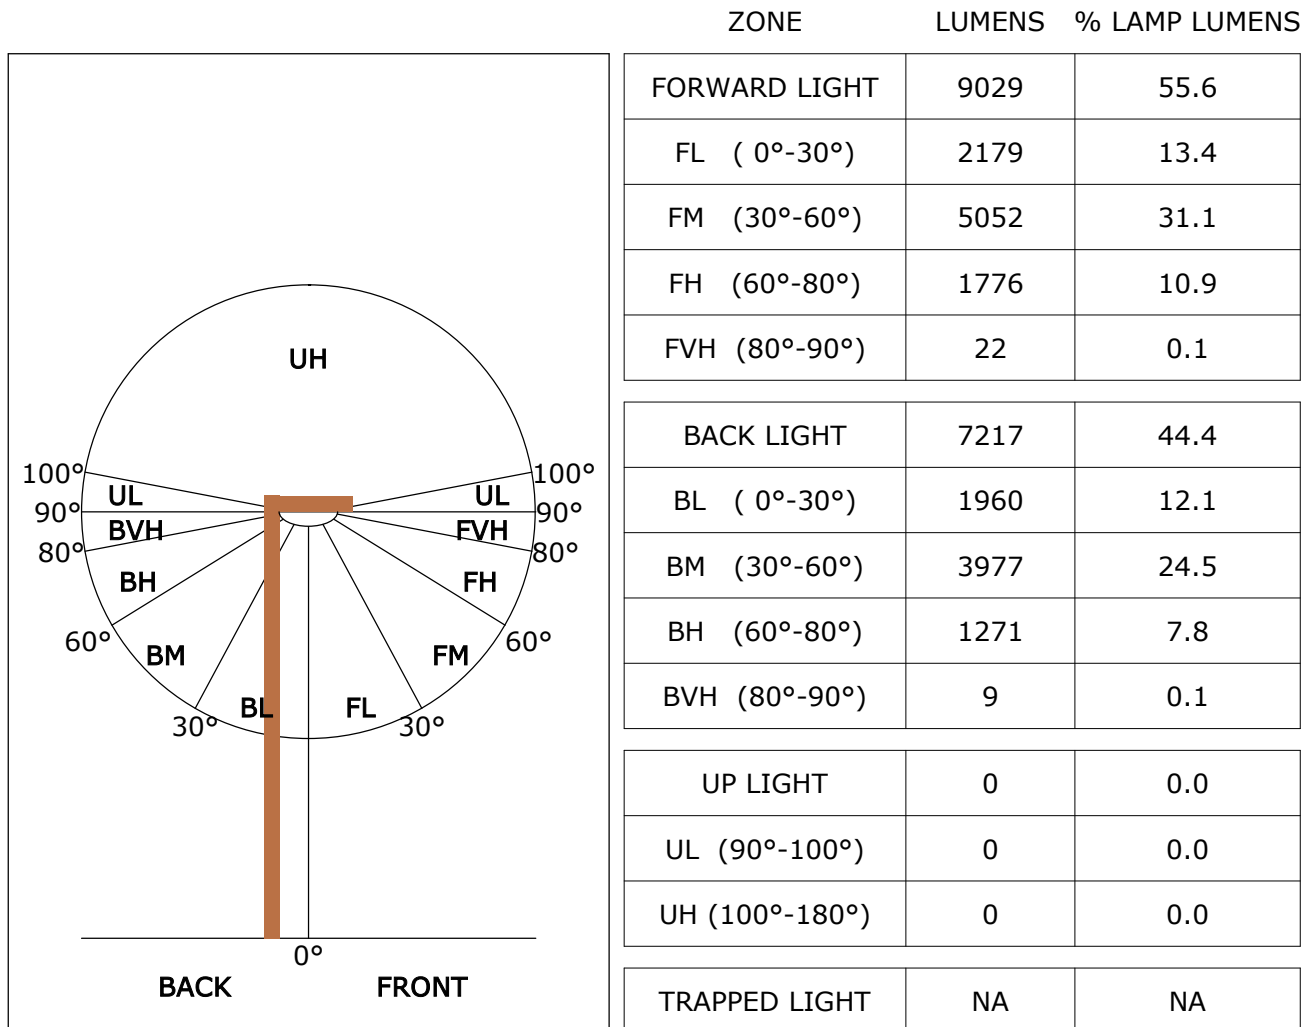 ZONE LUMENS % LAMP LUMENS
FORWARD LIGHT 9029 55.6
FL ( 0°-30°) 2179 13.4
FM (30°-60°) 5052 31.1
FH (60°-80°) 1776 10.9
FVH (80°-90°) 22 0.1
BACK LIGHT 7217 44.4
BL ( 0°-30°) 1960 12.1
BM (30°-60°) 3977 24.5
BH (60°-80°) 1271 7.8
BVH (80°-90°) 9 0.1
UP LIGHT 0 0.0
UL (90°-100°) 0 0.0
UH (100°-180°) 0 0.0
TRAPPED LIGHT NA NA
UH
100° 100°
UL UL
90° 90°
BVH FVH
80° 80°
BH FH
60° 60°
BM FM
BL FL
30° 30°
0°
BACK FRONT